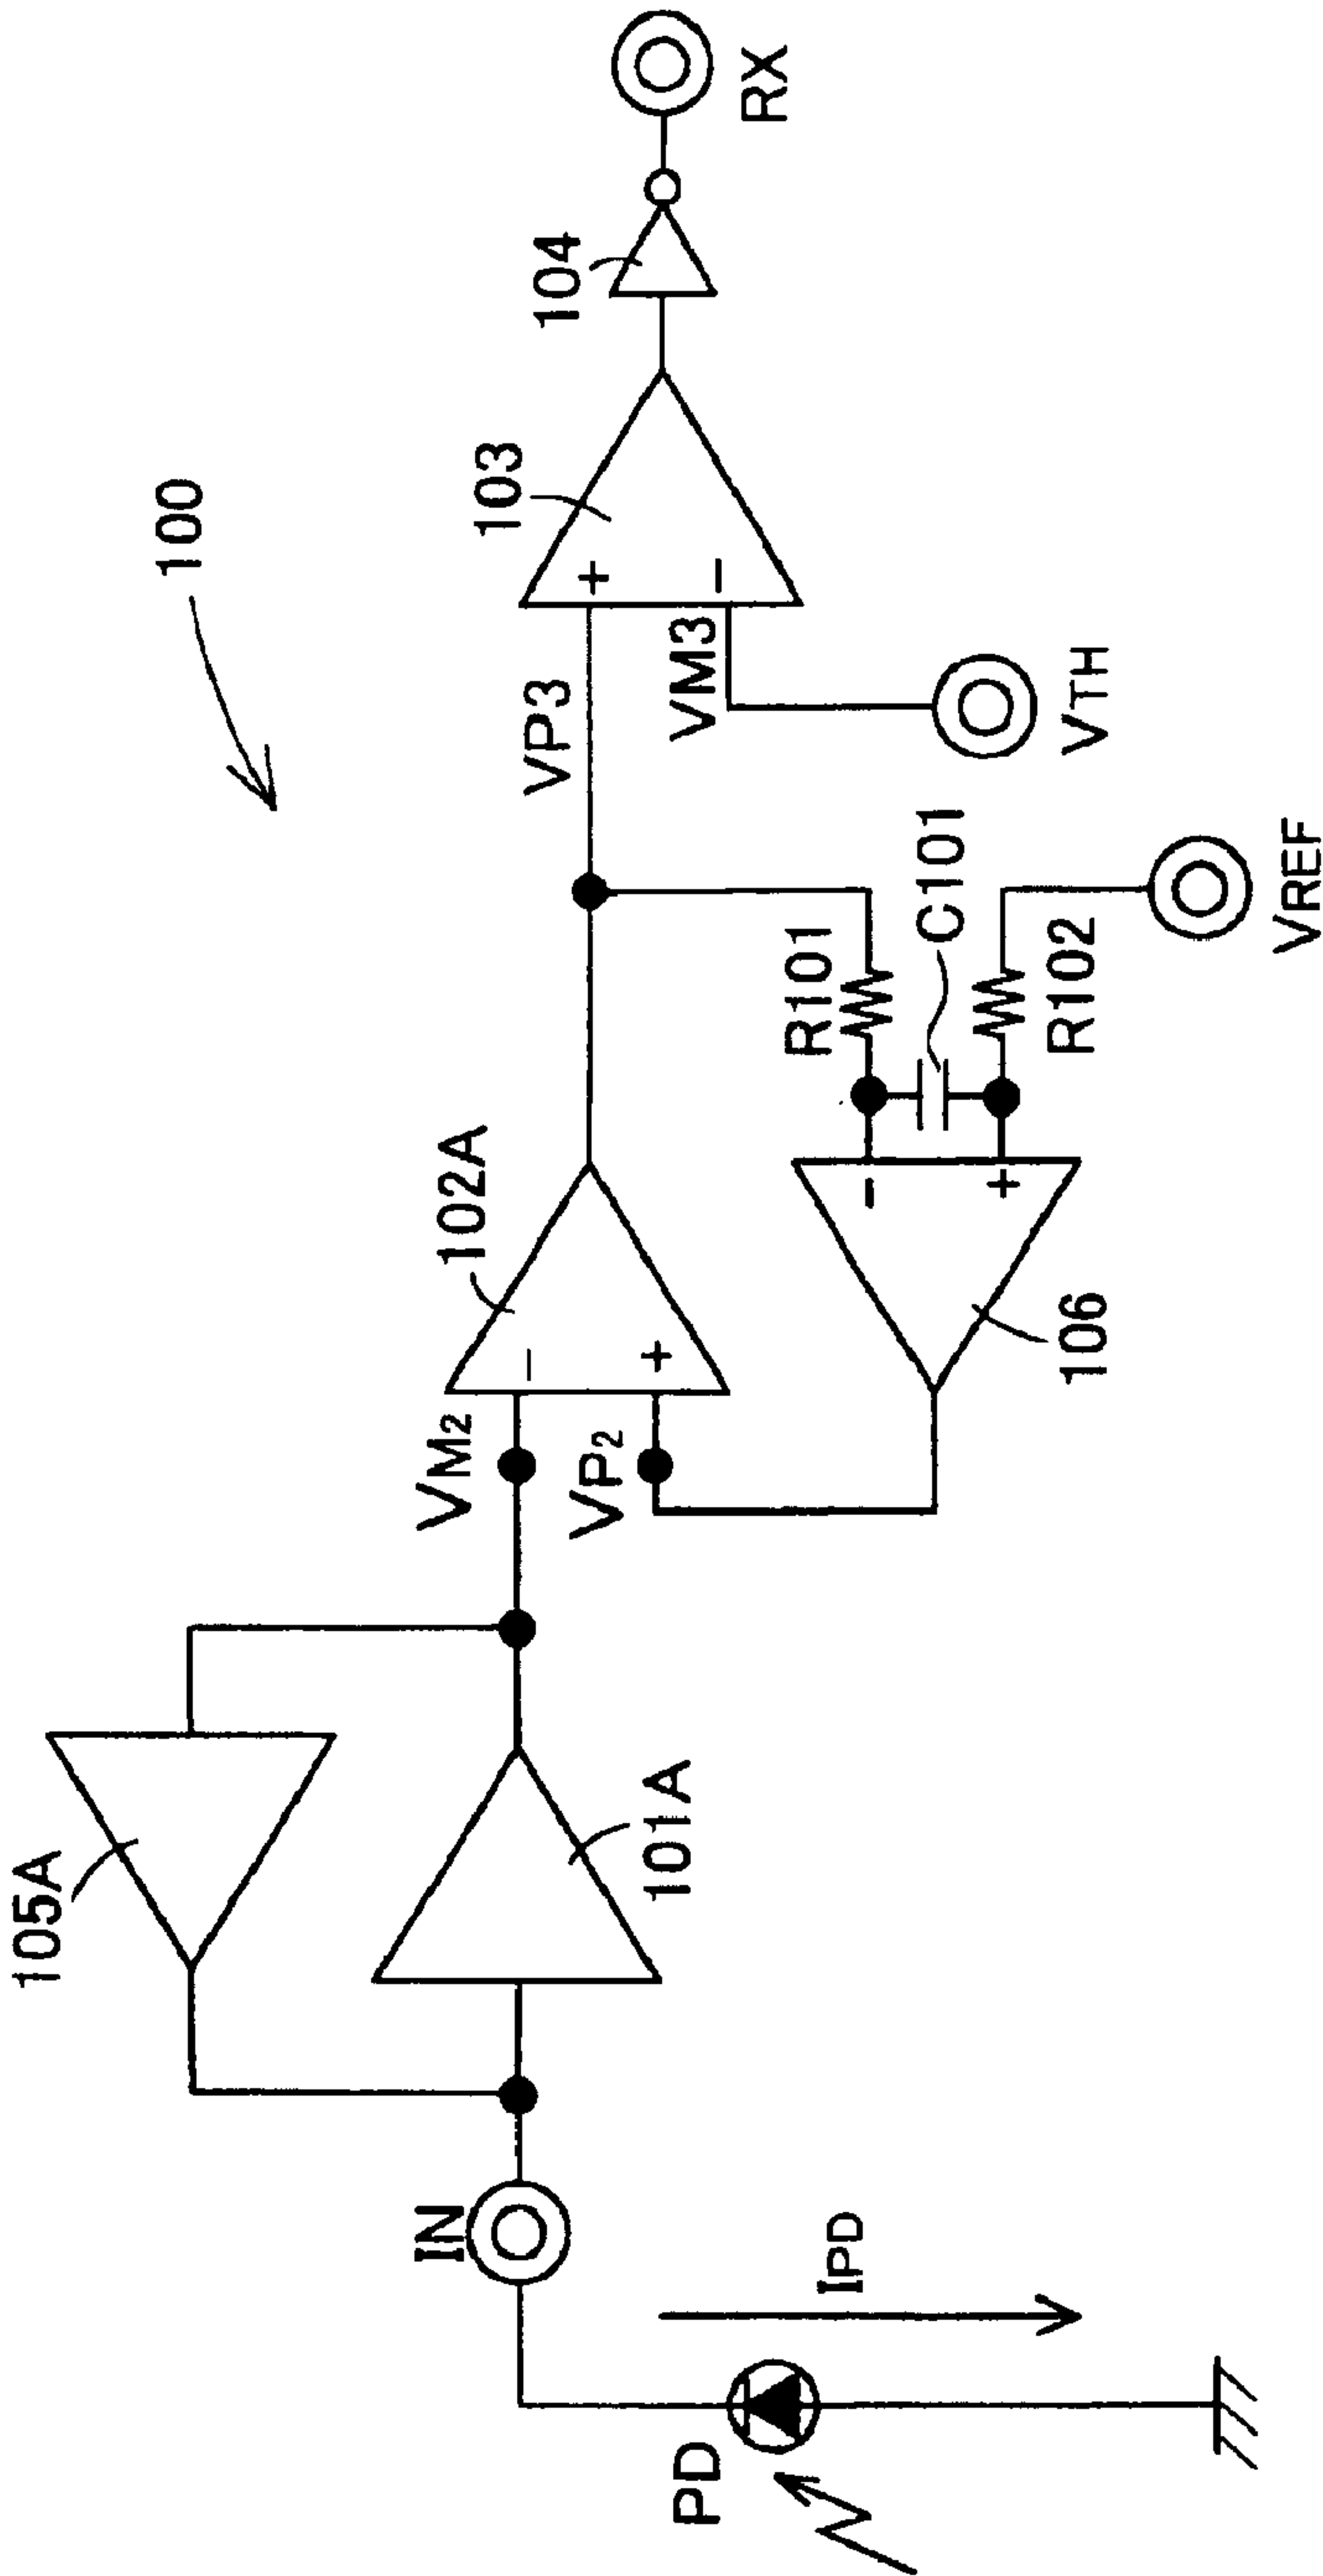 100
105A
101A
IN
PD
IPD
VM2
VP2
-
+
102A
106
-
+
R101
C101
R102
VREF
VP3
VM3
VTH
+
-
103
104
RX